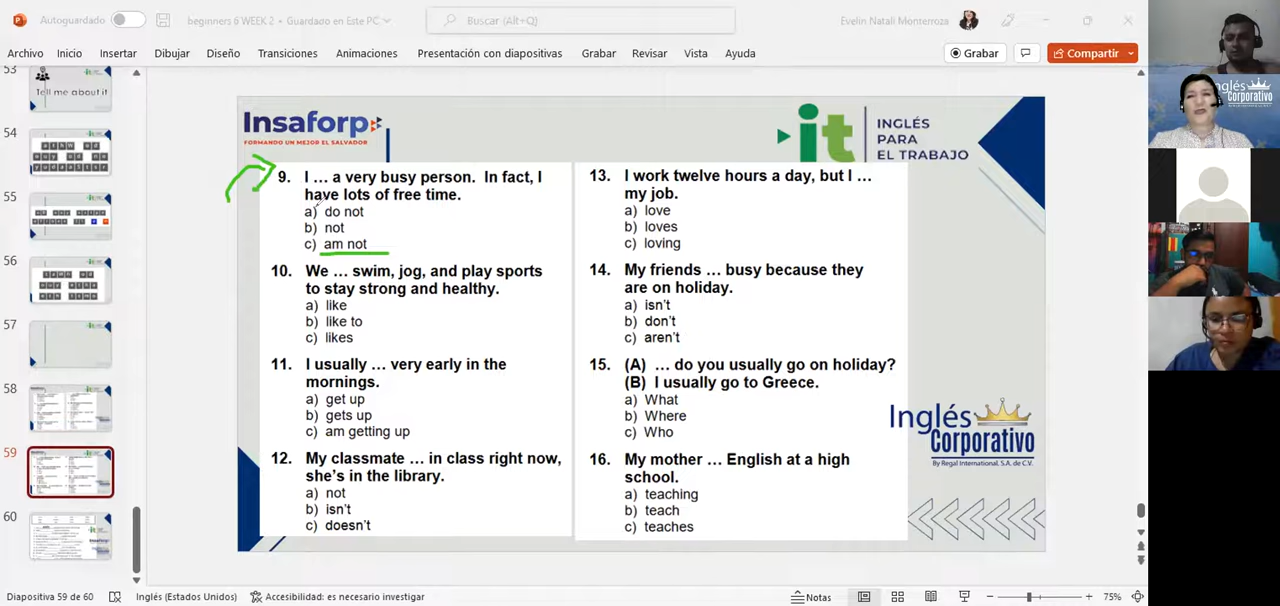 Autoguardado
beginners 6 WEEK 2 • Guardado en Este PC
Buscar (Alt+Q)
Evelin Natali Monterroza
Archivo Inicio Insertar Dibujar Diseño Transiciones Animaciones Presentación con diapositivas Grabar Revisar Vista Ayuda
Grabar
Compartir
53
Tell me about it
54
55
56
57
58
59
60
Insaforp
FORMANDO UN MEJOR EL SALVADOR
it
INGLÉS
PARA
EL TRABAJO
9. I ... a very busy person. In fact, I
have lots of free time.
a) do not
b) not
c) am not
10. We ... swim, jog, and play sports
to stay strong and healthy.
a) like
b) like to
c) likes
11. I usually ... very early in the
mornings.
a) get up
b) gets up
c) am getting up
12. My classmate ... in class right now,
she's in the library.
a) not
b) isn't
c) doesn't
13. I work twelve hours a day, but I ...
my job.
a) love
b) loves
c) loving
14. My friends ... busy because they
are on holiday.
a) isn't
b) don't
c) aren't
15. (A) ... do you usually go on holiday?
(B) I usually go to Greece.
a) What
b) Where
c) Who
16. My mother ... English at a high
school.
a) teaching
b) teach
c) teaches
Inglés
Corporativo
By Regal International, S.A. de C.V.
Inglés
Corporativo
Diapositiva 59 de 60
Inglés (Estados Unidos)
Accesibilidad: es necesario investigar
Notas
75%